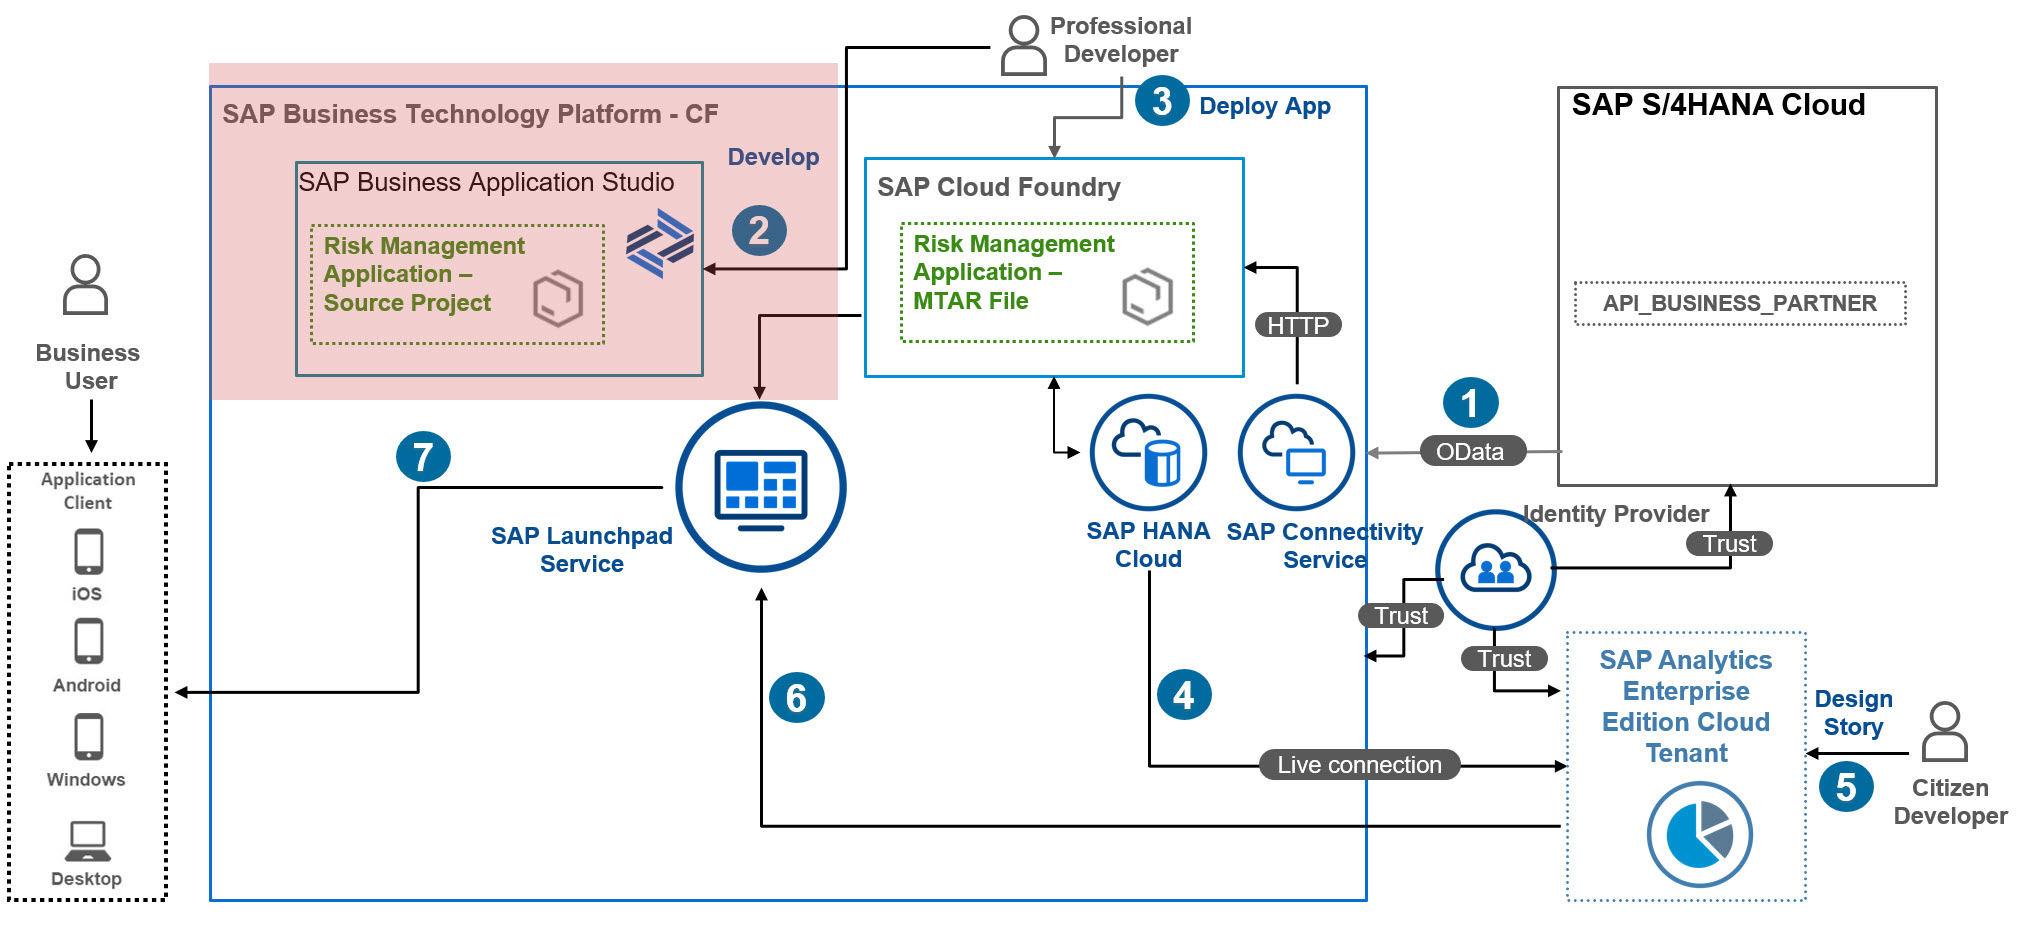 Professional
Developer
3
Deploy App
SAP Business Technology Platform - CF
Develop
SAP Business Application Studio
2
Risk Management
Application –
Source Project
SAP Cloud Foundry
Risk Management
Application –
MTAR File
HTTP
SAP S/4HANA Cloud
API_BUSINESS_PARTNER
1
OData
Business
User
Application
Client
iOS
Android
Windows
Desktop
7
SAP Launchpad
Service
SAP HANA
Cloud
SAP Connectivity
Service
Identity Provider
Trust
Trust
Trust
6
4
Live connection
SAP Analytics
Enterprise
Edition Cloud
Tenant
Design
Story
5
Citizen
Developer